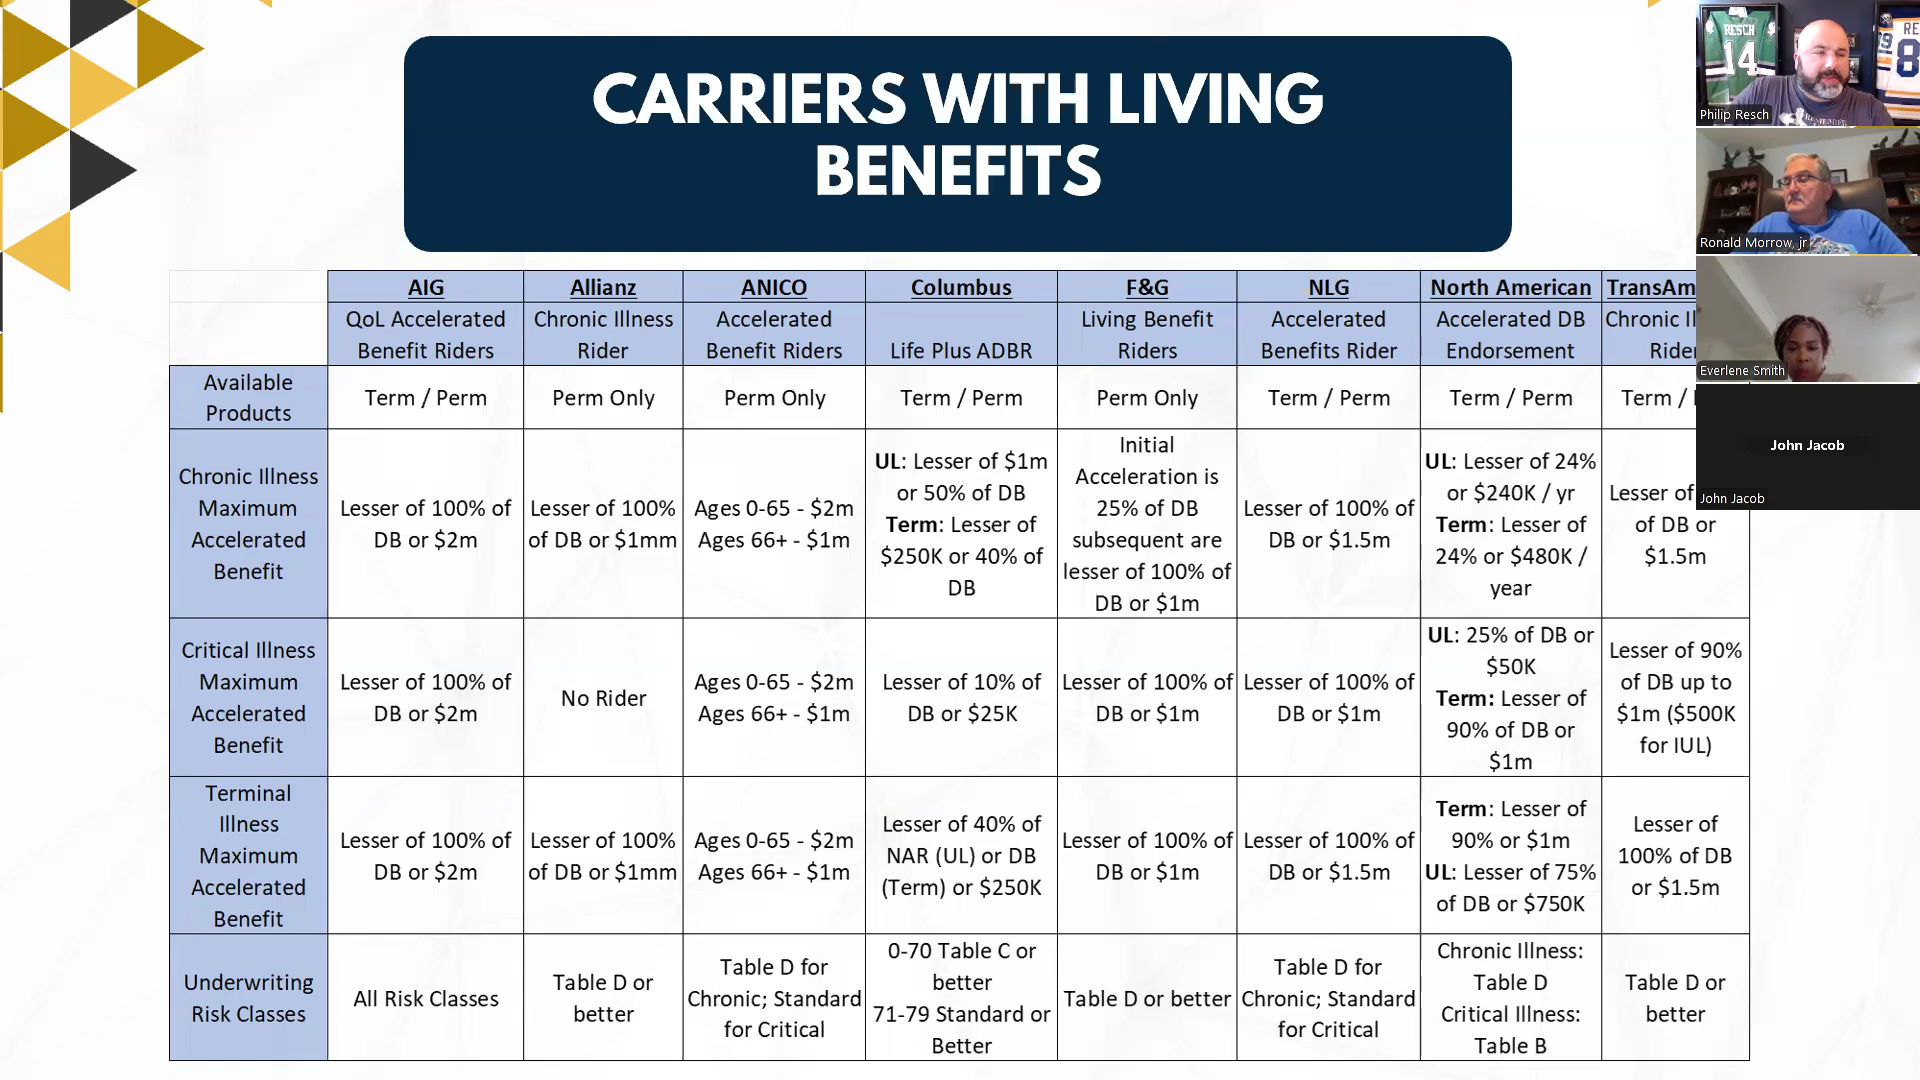 CARRIERS WITH LIVING
BENEFITS
RESCH
14
RE
8
Philip Resch
Ronald Morrow, jr
Everlene Smith
John Jacob
John Jacob
AIG
Allianz
ANICO
Columbus
F&G
NLG
North American
TransAm
QoL Accelerated
Benefit Riders
Chronic Illness
Rider
Accelerated
Benefit Riders
Life Plus ADBR
Living Benefit
Riders
Accelerated
Benefits Rider
Accelerated DB
Endorsement
Chronic Il
Rider
Available
Products
Term / Perm
Perm Only
Perm Only
Term / Perm
Perm Only
Term / Perm
Term / Perm
Term /
Chronic Illness
Maximum
Accelerated
Benefit
Lesser of 100% of
DB or $2m
Lesser of 100%
of DB or $1mm
Ages 0-65 - $2m
Ages 66+ - $1m
UL: Lesser of $1m
or 50% of DB
Term: Lesser of
$250K or 40% of
DB
Initial
Acceleration is
25% of DB
subsequent are
lesser of 100% of
DB or $1m
Lesser of 100% of
DB or $1.5m
UL: Lesser of 24%
or $240K / yr
Term: Lesser of
24% or $480K /
year
Lesser of
of DB or
$1.5m
Critical Illness
Maximum
Accelerated
Benefit
Lesser of 100% of
DB or $2m
No Rider
Ages 0-65 - $2m
Ages 66+ - $1m
Lesser of 10% of
DB or $25K
Lesser of 100% of
DB or $1m
Lesser of 100% of
DB or $1m
UL: 25% of DB or
$50K
Term: Lesser of
90% of DB or
$1m
Lesser of 90%
of DB up to
$1m ($500K
for IUL)
Terminal
Illness
Maximum
Accelerated
Benefit
Lesser of 100% of
DB or $2m
Lesser of 100%
of DB or $1mm
Ages 0-65 - $2m
Ages 66+ - $1m
Lesser of 40% of
NAR (UL) or DB
(Term) or $250K
Lesser of 100% of
DB or $1m
Lesser of 100% of
DB or $1.5m
Term: Lesser of
90% or $1m
UL: Lesser of 75%
of DB or $750K
Lesser of
100% of DB
or $1.5m
Underwriting
Risk Classes
All Risk Classes
Table D or
better
Table D for
Chronic; Standard
for Critical
0-70 Table C or
better
71-79 Standard or
Better
Table D or better
Table D for
Chronic; Standard
for Critical
Chronic Illness:
Table D
Critical Illness:
Table B
Table D or
better